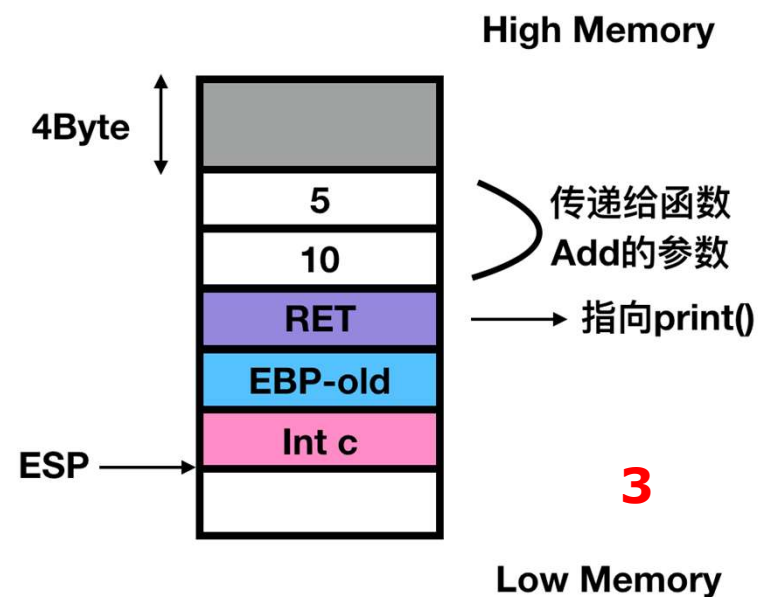 High Memory
4Byte
5
10
传递给函数
Add的参数
RET
指向print()
EBP-old
Int c
ESP
3
Low Memory